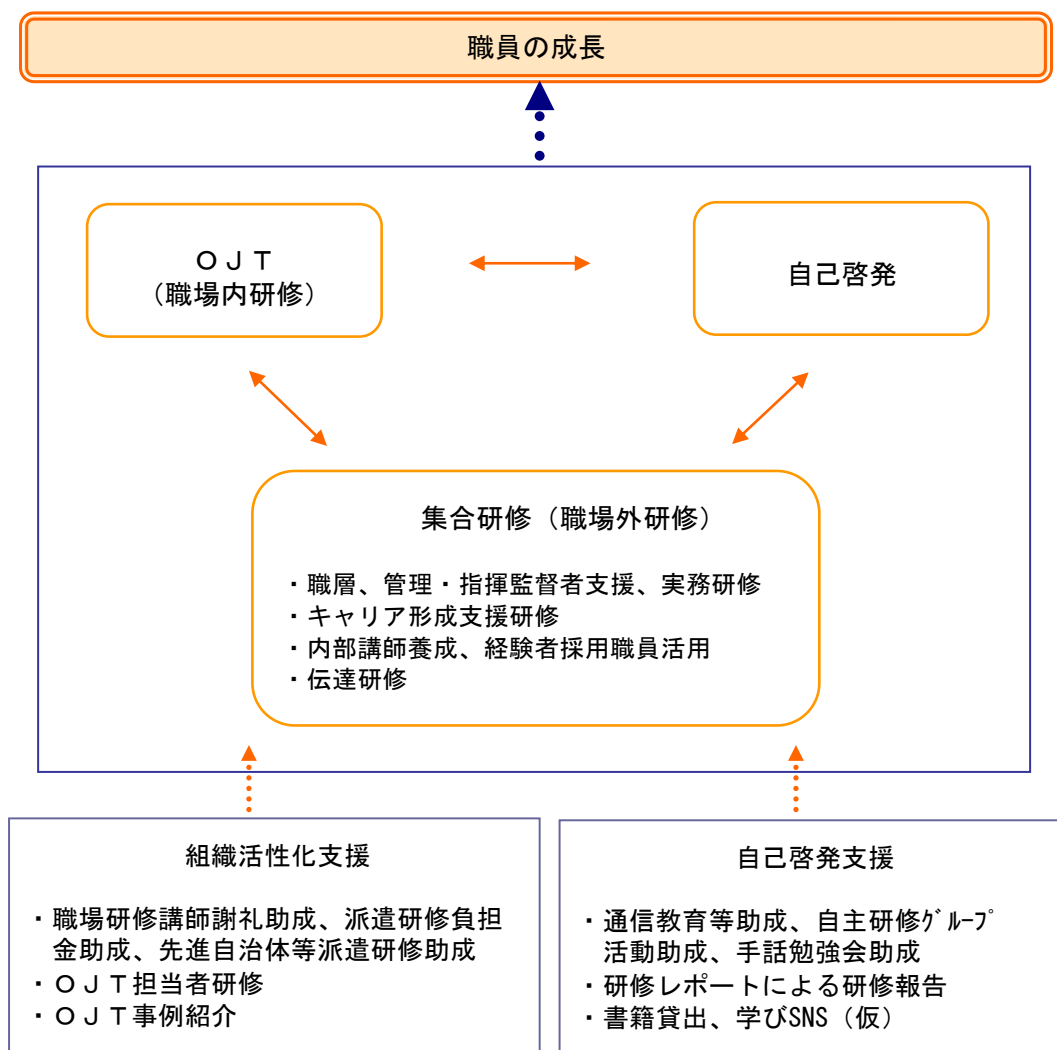 職員の成長
ＯＪＴ
（職場内研修）
自己啓発
集合研修（職場外研修）
・職層、管理・指揮監督者支援、実務研修
・キャリア形成支援研修
・内部講師養成、経験者採用職員活用
・伝達研修
組織活性化支援
・職場研修講師謝礼助成、派遣研修負担
金助成、先進自治体等派遣研修助成
・ＯＪＴ担当者研修
・ＯＪＴ事例紹介
自己啓発支援
・通信教育等助成、自主研修ｸﾞﾙｰﾌﾟ
活動助成、手話勉強会助成
・研修レポートによる研修報告
・書籍貸出、学びSNS（仮）